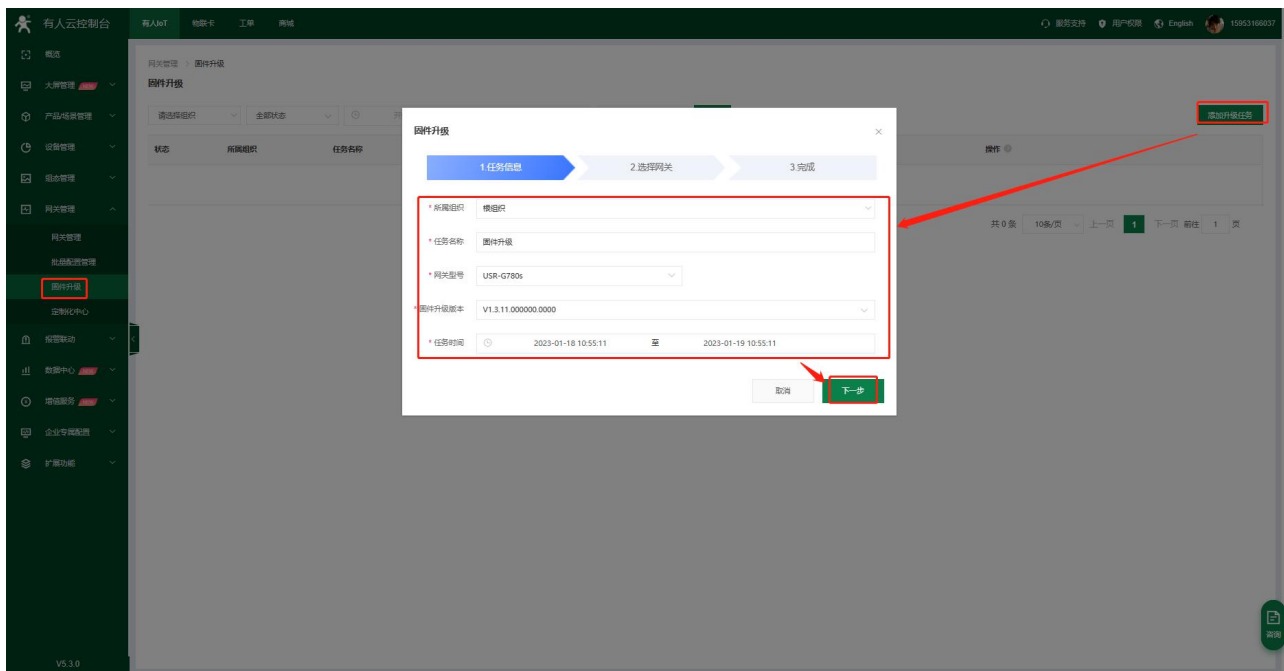 有人云控制台
有人IoT 物联卡 工单 商城
服务支持 用户权限 English 15953166037
概览
大屏管理
产品/场景管理
设备管理
组态管理
网关管理
网关管理
批量配置管理
固件升级
定制化中心
报警联动
数据中心
增值服务
企业专属配置
扩展功能
V5.3.0
网关管理 > 固件升级
固件升级
请选择组织 全部状态 开
添加升级任务
状态 所属组织 任务名称 操作
共 0 条 10条/页 上一页 1 下一页 前往 1 页
固件升级
1.任务信息 2.选择网关 3.完成
* 所属组织 根组织
* 任务名称 固件升级
* 网关型号 USR-G780s
* 固件升级版本 V1.3.11.000000.0000
* 任务时间 2023-01-18 10:55:11 至 2023-01-19 10:55:11
取消 下一步
咨询